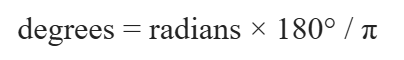 degrees = radians × 180° / π